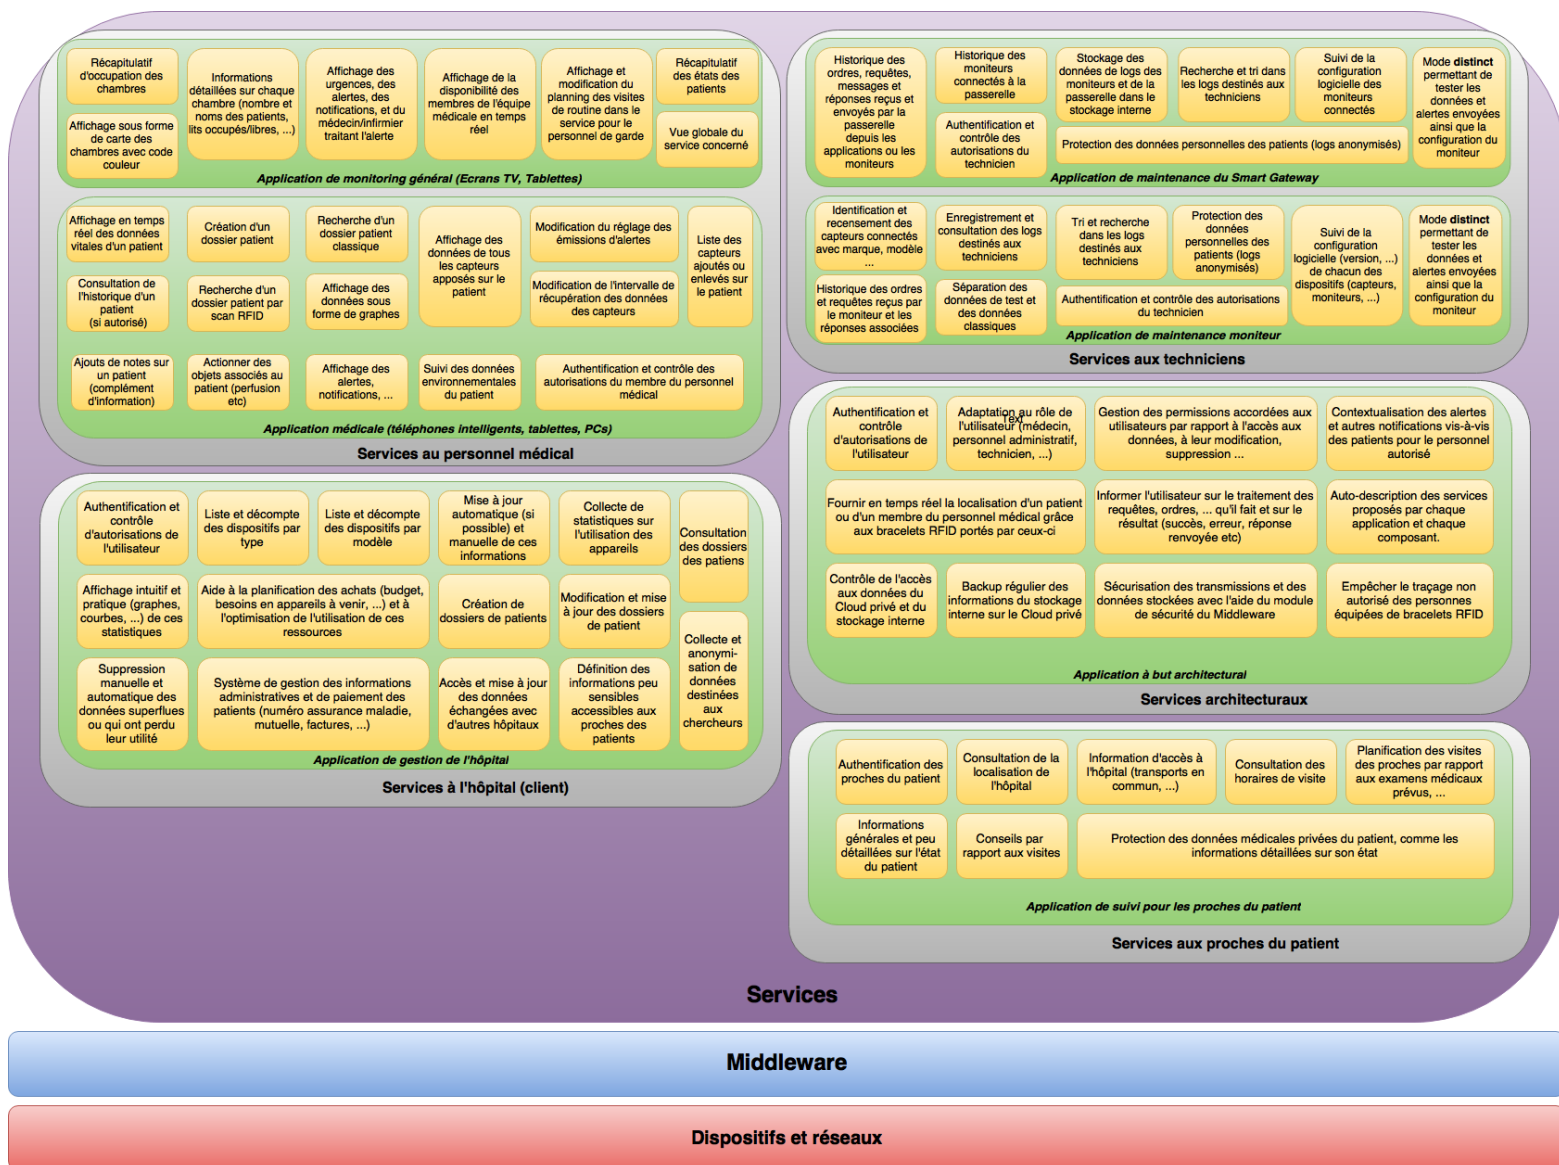 Récapitulatif
d'occupation des
chambres
Affichage sous forme
de carte des
chambres avec code
couleur
Informations
détaillées sur chaque
chambre (nombre et
noms des patients,
lits occupés/libres, ...)
Affichage des
urgences, des
alertes, des
notifications, et du
médecin/infirmier
traitant l'alerte
Affichage de la
disponibilité des
membres de l'équipe
médicale en temps
réel
Affichage et
modification du
planning des visites
de routine dans le
service pour le
personnel de garde
Récapitulatif
des états des
patients
Vue globale du
service concerné
Application de monitoring général (Ecrans TV, Tablettes)
Affichage en temps
réel des données
vitales d'un patient
Création d'un
dossier patient
Recherche d'un
dossier patient
classique
Affichage des
données de tous
les capteurs
apposés sur le
patient
Modification du réglage des
émissions d'alertes
Liste des
capteurs
ajoutés ou
enlevés sur
le patient
Consultation de
l'historique d'un
patient
(si autorisé)
Recherche d'un
dossier patient par
scan RFID
Affichage des
données sous
forme de graphes
Modification de l'intervalle de
récupération des données
des capteurs
Ajouts de notes sur
un patient
(complément
d'information)
Actionner des
objets associés au
patient (perfusion
etc)
Affichage des
alertes,
notifications, ...
Suivi des données
environnementales
du patient
Authentification et contrôle des
autorisations du membre du personnel
médical
Application médicale (téléphones intelligents, tablettes, PCs)
Services au personnel médical
Authentification et
contrôle
d'autorisations de
l'utilisateur
Liste et décompte
des dispositifs par
type
Liste et décompte
des dispositifs par
modèle
Mise à jour
automatique (si
possible) et
manuelle de ces
informations
Collecte de
statistiques sur
l'utilisation des
appareils
Consultation
des dossiers
des patiens
Affichage intuitif et
pratique (graphes,
courbes, ...) de ces
statistiques
Aide à la planification des achats (budget,
besoins en appareils à venir, ...) et à
l'optimisation de l'utilisation de ces
ressources
Création de
dossiers de patients
Modification et mise
à jour des dossiers
de patient
Collecte et
anonymi-
sation de
données
destinées
aux
chercheurs
Suppression
manuelle et
automatique des
données superflues
ou qui ont perdu
leur utilité
Système de gestion des informations
administratives et de paiement des
patients (numéro assurance maladie,
mutuelle, factures, ...)
Accès et mise à jour
des données
échangées avec
d'autres hôpitaux
Définition des
informations peu
sensibles
accessibles aux
proches des
patients
Application de gestion de l'hôpital
Services à l'hôpital (client)
Historique des
ordres, requêtes,
messages et
réponses reçus et
envoyés par la
passerelle
depuis les
applications ou les
moniteurs
Historique des
moniteurs
connectés à la
passerelle
Authentification et
contrôle des
autorisations du
technicien
Stockage des
données de logs des
moniteurs et de la
passerelle dans le
stockage interne
Recherche et tri dans
les logs destinés aux
techniciens
Suivi de la
configuration
logicielle des
moniteurs
connectés
Mode distinct
permettant de
tester les
données et
alertes envoyées
ainsi que la
configuration du
moniteur
Protection des données personnelles des patients (logs anonymisés)
Application de maintenance du Smart Gateway
Identification et
recensement des
capteurs connectés
avec marque, modèle
...
Enregistrement et
consultation des logs
destinés aux
techniciens
Tri et recherche
dans les logs
destinés aux
techniciens
Protection des
données
personnelles des
patients (logs
anonymisés)
Suivi de la
configuration
logicielle (version, ...)
de chacun des
dispositifs (capteurs,
moniteurs, ...)
Mode distinct
permettant de
tester les
données et
alertes envoyées
ainsi que la
configuration du
moniteur
Historique des ordres
et requêtes reçus par
le moniteur et les
réponses associées
Séparation des
données de test et
des données
classiques
Authentification et contrôle des autorisations
du technicien
Application de maintenance moniteur
Services aux techniciens
Authentification et
contrôle
d'autorisations de
l'utilisateur
Adaptation au rôle de
Text
l'utilisateur (médecin,
personnel administratif,
technicien, ...)
Gestion des permissions accordées aux
utilisateurs par rapport à l'accès aux
données, à leur modification,
suppression ...
Contextualisation des alertes
et autres notifications vis-à-vis
des patients pour le personnel
autorisé
Fournir en temps réel la localisation d'un patient
ou d'un membre du personnel médical grâce
aux bracelets RFID portés par ceux-ci
Informer l'utilisateur sur le traitement des
requêtes, ordres, ... qu'il fait et sur le
résultat (succès, erreur, réponse
renvoyée etc)
Auto-description des services
proposés par chaque
application et chaque
composant.
Contrôle de l'accès
aux données du
Cloud privé et du
stockage interne
Backup régulier des
informations du stockage
interne sur le Cloud privé
Sécurisation des transmissions et des
données stockées avec l'aide du module
de sécurité du Middleware
Empêcher le traçage non
autorisé des personnes
équipées de bracelets RFID
Application à but architectural
Services architecturaux
Authentification des
proches du patient
Consultation de la
localisation de
l'hôpital
Information d'accès à
l'hôpital (transports en
commun, ...)
Consultation des
horaires de visite
Planification des visites
des proches par rapport
aux examens médicaux
prévus, ...
Informations
générales et peu
détaillées sur l'état
du patient
Conseils par
rapport aux visites
Protection des données médicales privées du patient, comme les
informations détaillées sur son état
Application de suivi pour les proches du patient
Services aux proches du patient
Services
Middleware
Dispositifs et réseaux